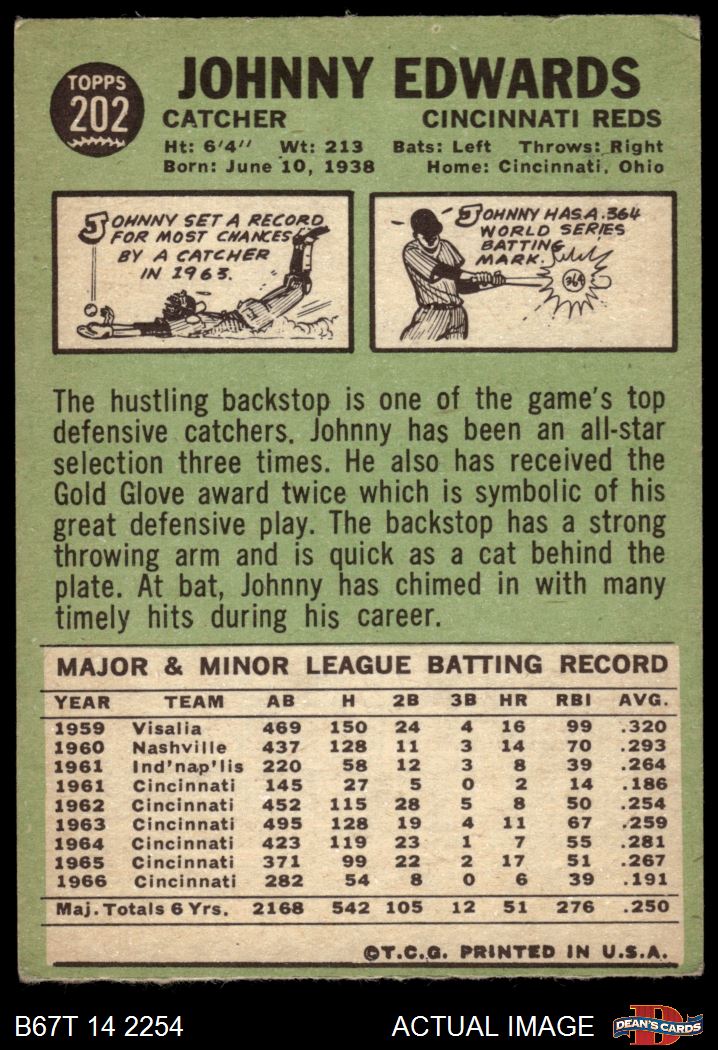 TOPPS
202
JOHNNY EDWARDS
CATCHER CINCINNATI REDS
Ht: 6'4" Wt: 213 Bats: Left Throws: Right
Born: June 10, 1938 Home: Cincinnati, Ohio
JOHNNY SET A RECORD
FOR MOST CHANCES
BY A CATCHER
IN 1963.
JOHNNY HAS A .364
WORLD SERIES
BATTING
MARK.
364
The hustling backstop is one of the game's top
defensive catchers. Johnny has been an all-star
selection three times. He also has received the
Gold Glove award twice which is symbolic of his
great defensive play. The backstop has a strong
throwing arm and is quick as a cat behind the
plate. At bat, Johnny has chimed in with many
timely hits during his career.
MAJOR & MINOR LEAGUE BATTING RECORD
YEAR TEAM AB H 2B 3B HR RBI AVG.
1959 Visalia 469 150 24 4 16 99 .320
1960 Nashville 437 128 11 3 14 70 .293
1961 Ind'nap'lis 220 58 12 3 8 39 .264
1961 Cincinnati 145 27 5 0 2 14 .186
1962 Cincinnati 452 115 28 5 8 50 .254
1963 Cincinnati 495 128 19 4 11 67 .259
1964 Cincinnati 423 119 23 1 7 55 .281
1965 Cincinnati 371 99 22 2 17 51 .267
1966 Cincinnati 282 54 8 0 6 39 .191
Maj. Totals 6 Yrs. 2168 542 105 12 51 276 .250
©T.C.G. PRINTED IN U.S.A.
B67T 14 2254 ACTUAL IMAGE DEAN'S CARDS